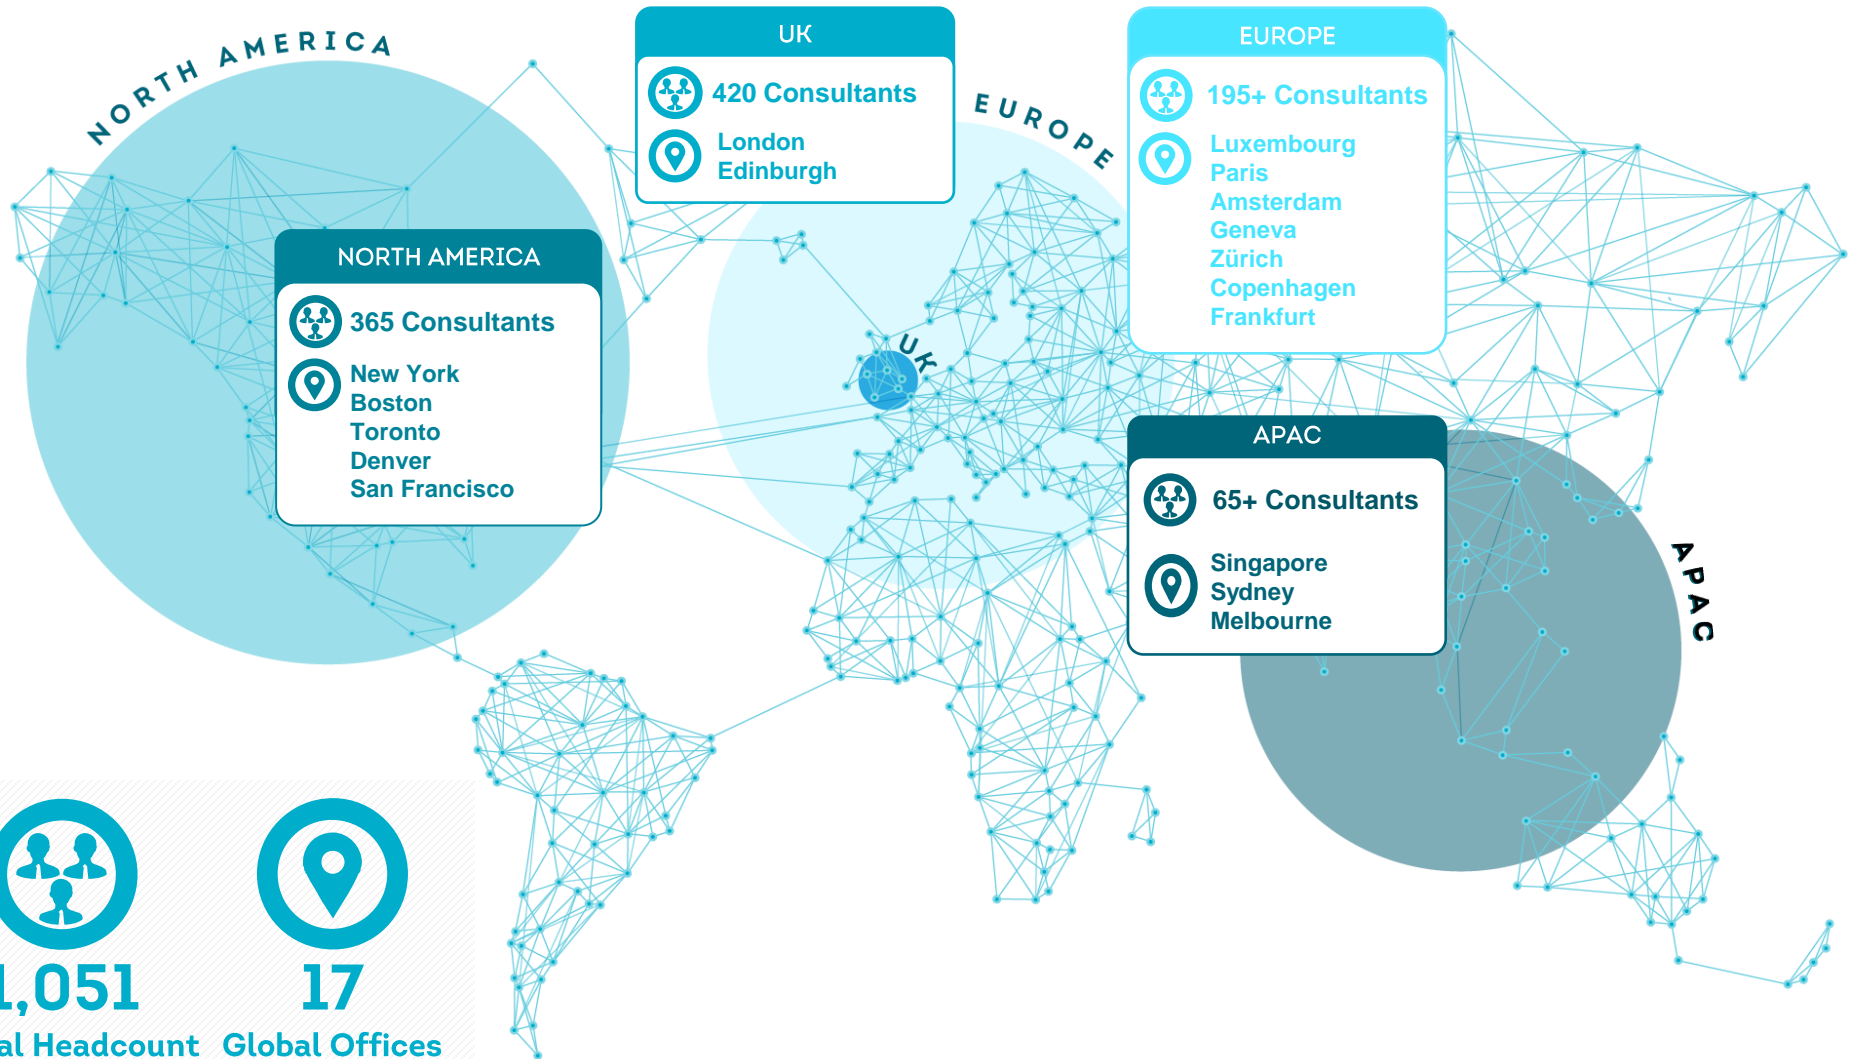 NORTH AMERICA
UK
420 Consultants
London
Edinburgh
EUROPE
EUROPE
195+ Consultants
Luxembourg
Paris
Amsterdam
Geneva
Zürich
Copenhagen
Frankfurt
NORTH AMERICA
365 Consultants
New York
Boston
Toronto
Denver
San Francisco
UK
APAC
65+ Consultants
Singapore
Sydney
Melbourne
APAC
1,051
Headcount
17
Global Offices